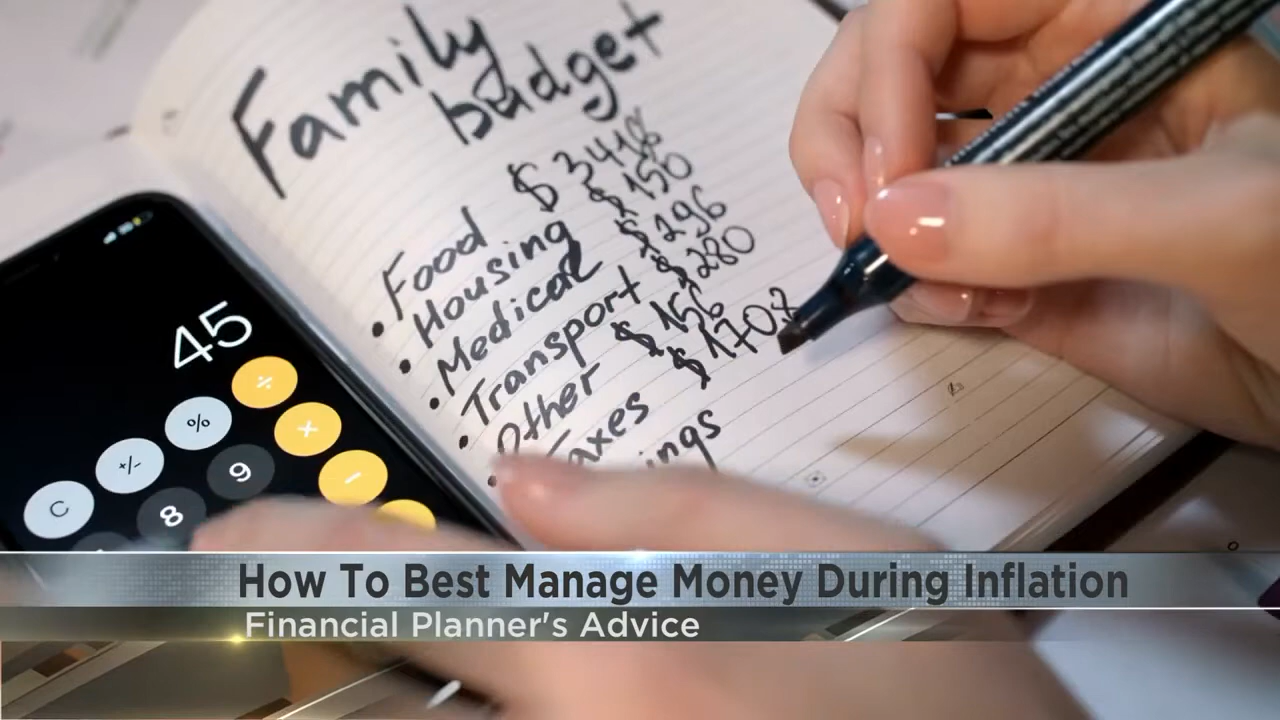 Family
budget
Food $3418
Housing $150
Medical $296
Transport $280
Other $156
Taxes $1708
ings
45
÷
% ×
+/- 9 −
C 8
How To Best Manage Money During Inflation
Financial Planner's Advice